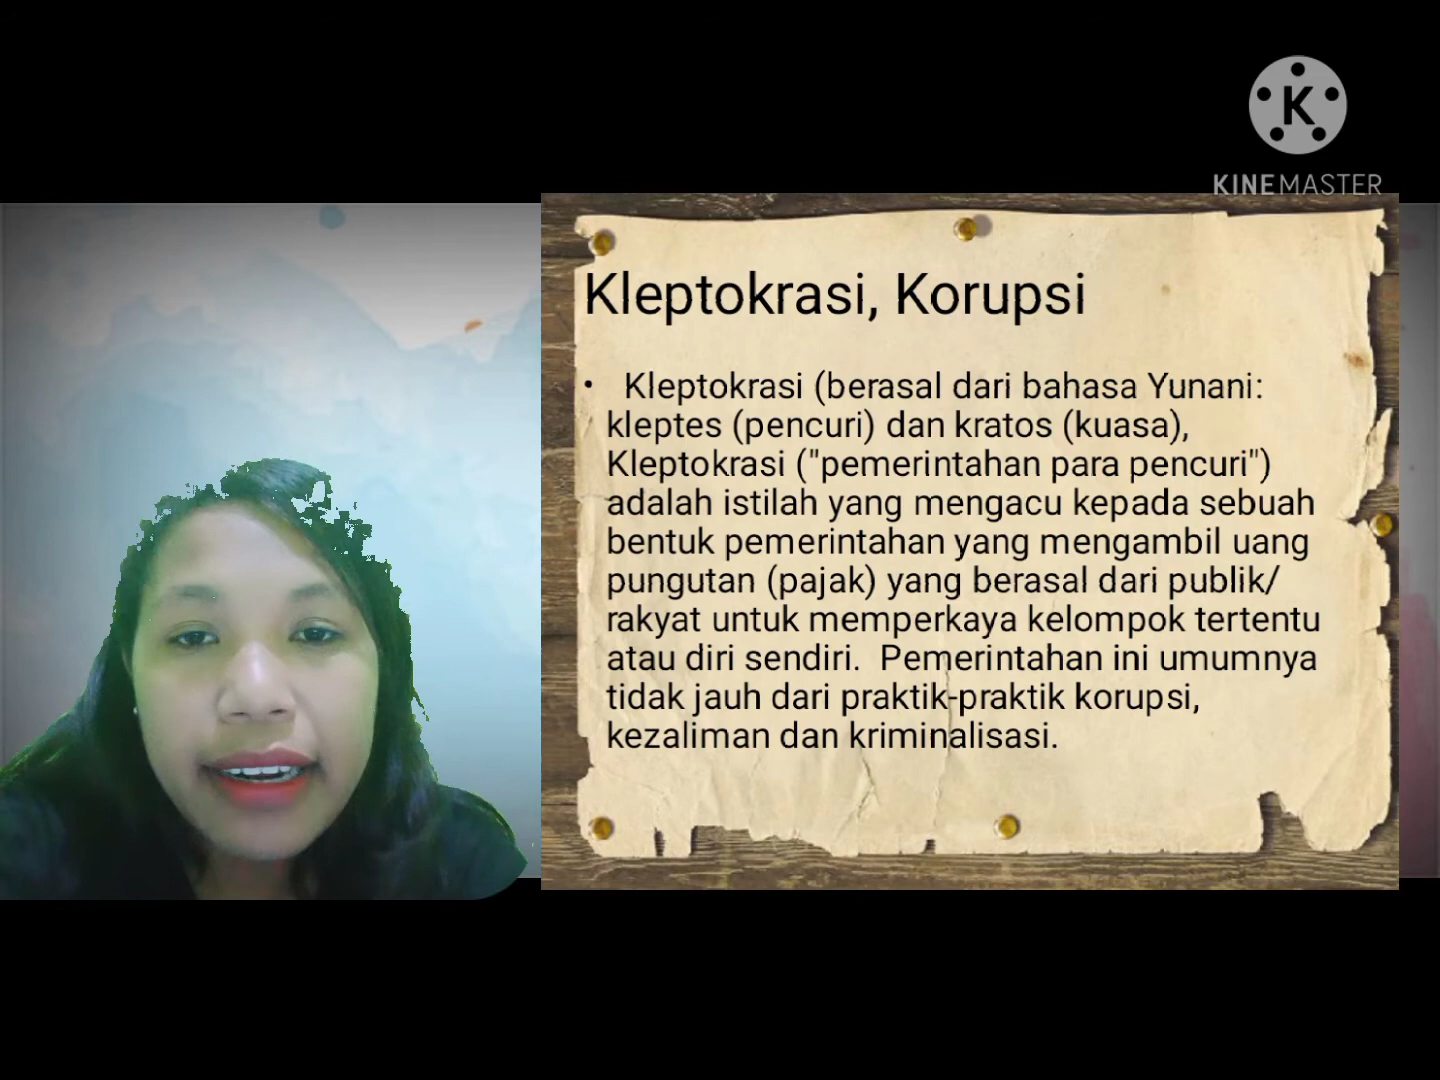 K
KINEMASTER
Kleptokrasi, Korupsi
• Kleptokrasi (berasal dari bahasa Yunani:
kleptes (pencuri) dan kratos (kuasa),
Kleptokrasi ("pemerintahan para pencuri")
adalah istilah yang mengacu kepada sebuah
bentuk pemerintahan yang mengambil uang
pungutan (pajak) yang berasal dari publik/
rakyat untuk memperkaya kelompok tertentu
atau diri sendiri.  Pemerintahan ini umumnya
tidak jauh dari praktik-praktik korupsi,
kezaliman dan kriminalisasi.